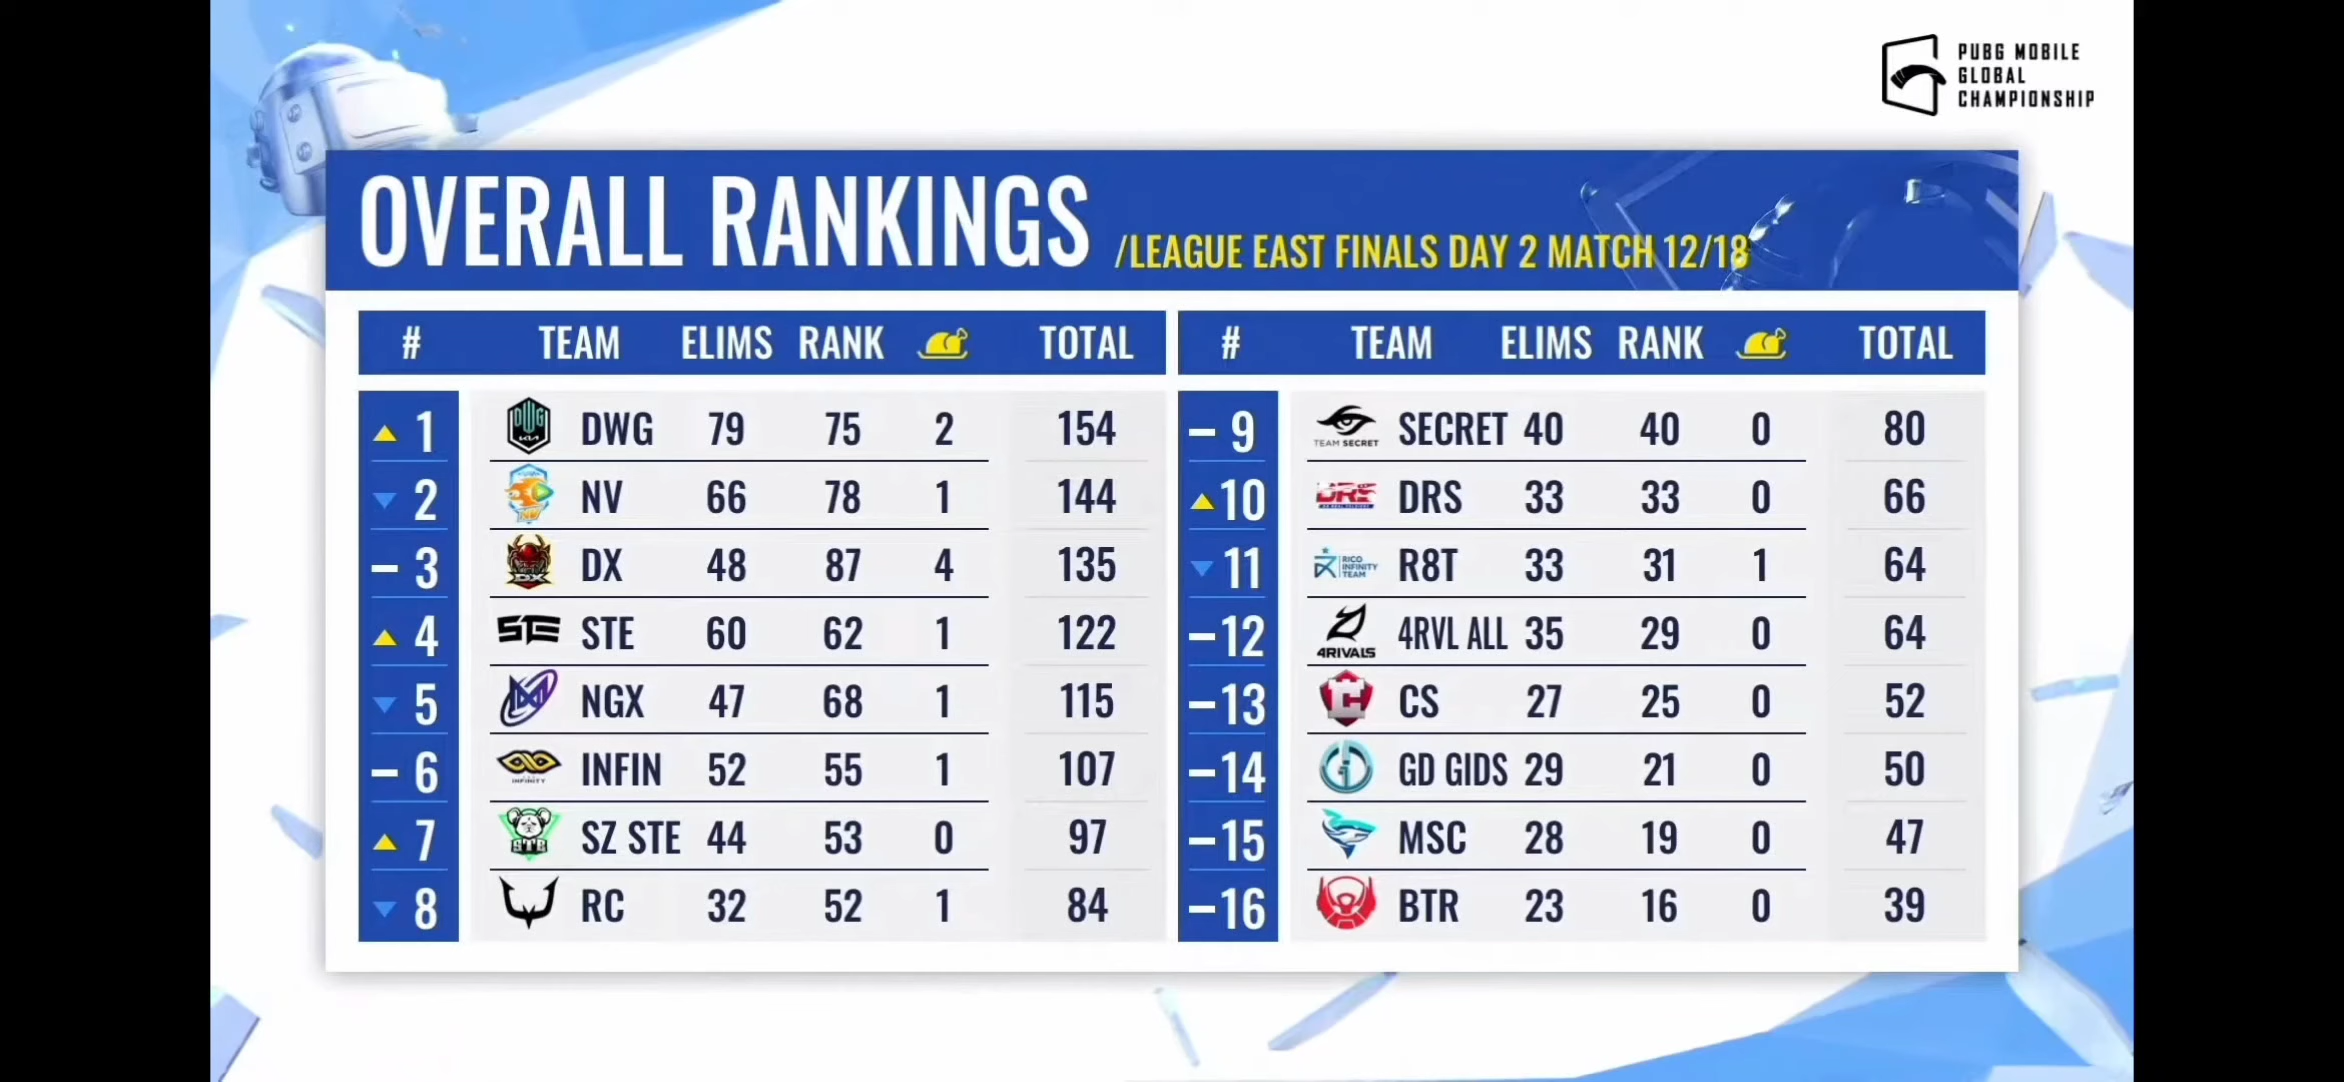 PUBG MOBILE
GLOBAL
CHAMPIONSHIP
OVERALL RANKINGS /LEAGUE EAST FINALS DAY 2 MATCH 12/18
# TEAM ELIMS RANK TOTAL
1 DWG 79 75 2 154
2 NV 66 78 1 144
3 DX 48 87 4 135
4 STE 60 62 1 122
5 NGX 47 68 1 115
6 INFINITY INFIN 52 55 1 107
7 STE SZ STE 44 53 0 97
8 RC 32 52 1 84
# TEAM ELIMS RANK TOTAL
9 TEAM SECRET SECRET 40 40 0 80
10 DRS DRS 33 33 0 66
11 RICO INFINITY TEAM R8T 33 31 1 64
12 4RIVALS 4RVL ALL 35 29 0 64
13 CS 27 25 0 52
14 GD GIDS 29 21 0 50
15 MSC 28 19 0 47
16 BTR 23 16 0 39